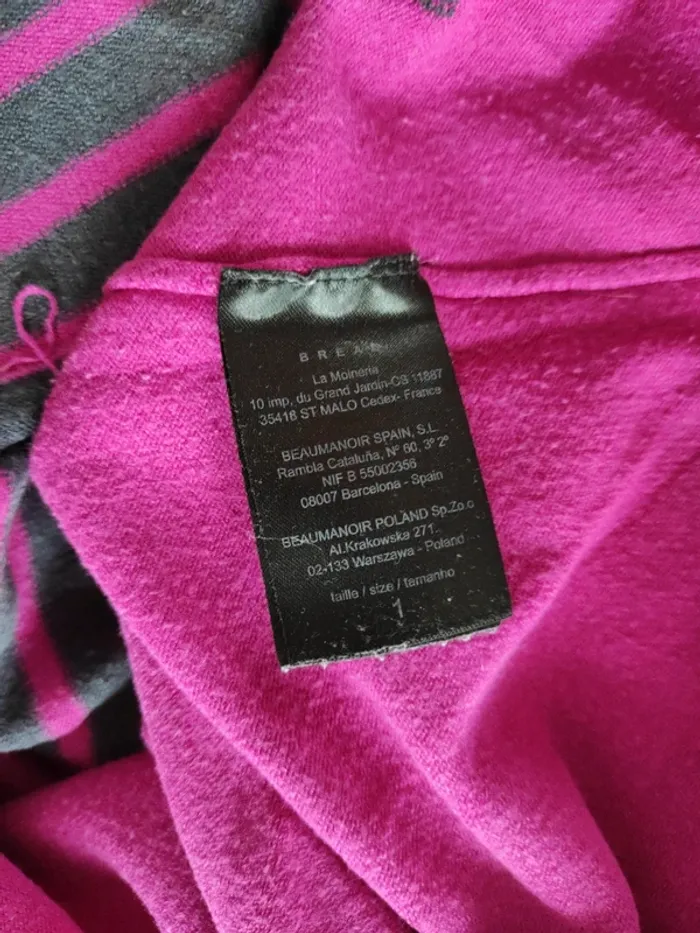 B R E A L
La Moinerie
10 imp. du Grand Jardin-CS 11887
35418 ST MALO Cedex- France
BEAUMANOIR SPAIN, S.L.
Rambla Cataluña, Nº 60, 3º 2ª
NIF B 55002356
08007 Barcelona - Spain
BEAUMANOIR POLAND Sp.Zo.o
Al.Krakowska 271.
02-133 Warszawa - Poland
taille / size / tamanho
1